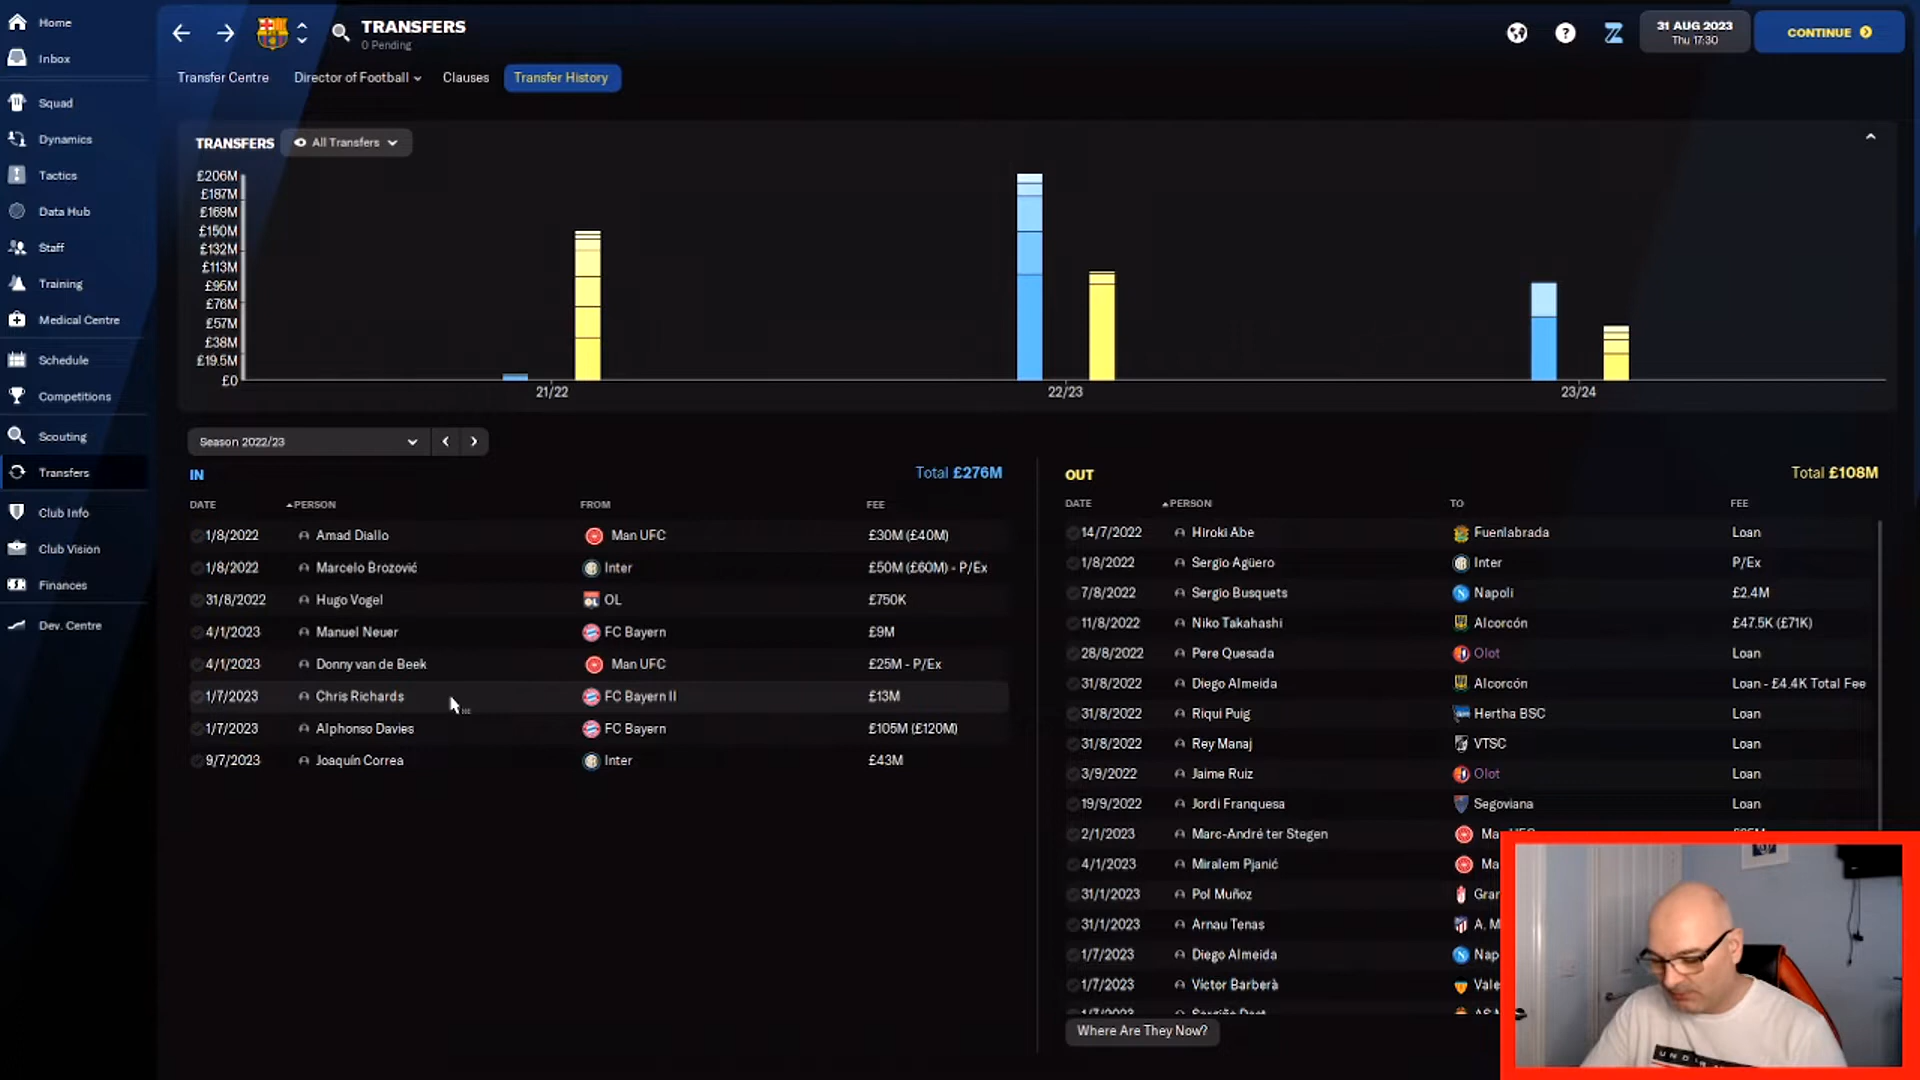 Home
Inbox
Squad
Dynamics
Tactics
Data Hub
Staff
Training
Medical Centre
Schedule
Competitions
Scouting
Transfers
Club Info
Club Vision
Finances
Dev. Centre
TRANSFERS
0 Pending
31 AUG 2023
Thu 17:30
CONTINUE
Transfer Centre Director of Football Clauses Transfer History
TRANSFERS All Transfers
£206M
£187M
£169M
£150M
£132M
£113M
£95M
£76M
£57M
£38M
£19.5M
£0
21/22 22/23 23/24
Season 2022/23
IN Total £276M
DATE PERSON FROM FEE
1/8/2022 Amad Diallo Man UFC £30M (£40M)
1/8/2022 Marcelo Brozović Inter £50M (£60M) - P/Ex
31/8/2022 Hugo Vogel OL £750K
4/1/2023 Manuel Neuer FC Bayern £9M
4/1/2023 Donny van de Beek Man UFC £25M - P/Ex
1/7/2023 Chris Richards FC Bayern II £13M
1/7/2023 Alphonso Davies FC Bayern £105M (£120M)
9/7/2023 Joaquín Correa Inter £43M
OUT Total £108M
DATE PERSON TO FEE
14/7/2022 Hiroki Abe Fuenlabrada Loan
1/8/2022 Sergio Agüero Inter P/Ex
7/8/2022 Sergio Busquets Napoli £2.4M
11/8/2022 Niko Takahashi Alcorcón £47.5K (£71K)
28/8/2022 Pere Quesada Olot Loan
31/8/2022 Diego Almeida Alcorcón Loan - £4.4K Total Fee
31/8/2022 Riqui Puig Hertha BSC Loan
31/8/2022 Rey Manaj VTSC Loan
3/9/2022 Jaime Ruiz Olot Loan
19/9/2022 Jordi Franquesa Segoviana Loan
2/1/2023 Marc-André ter Stegen Ma
4/1/2023 Miralem Pjanić Ma
31/1/2023 Pol Muñoz Gra
31/1/2023 Arnau Tenas A. M
1/7/2023 Diego Almeida Nap
1/7/2023 Víctor Barberà Vale
1/7/2023
Where Are They Now?